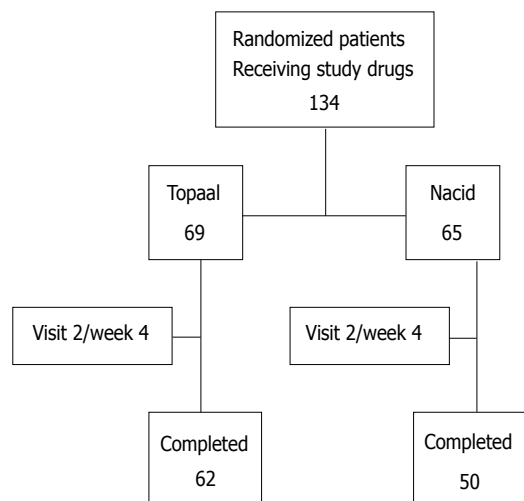 Randomized patients
Receiving study drugs
134
Topaal
69
Nacid
65
Visit 2/week 4
Visit 2/week 4
Completed
62
Completed
50